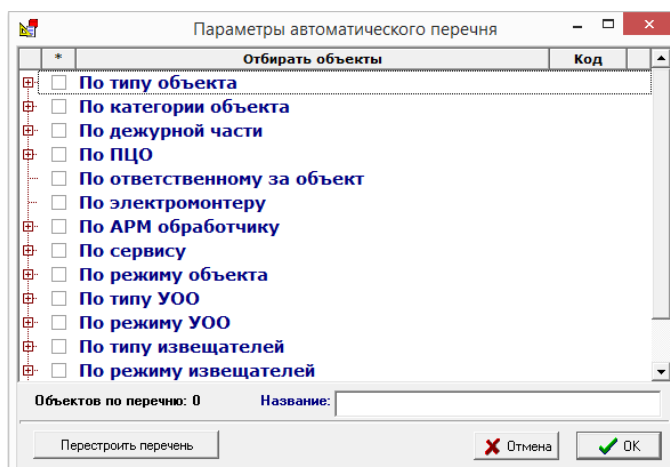 Параметры автоматического перечня
* Отбирать объекты Код
По типу объекта
По категории объекта
По дежурной части
По ПЦО
По ответственному за объект
По электромонтеру
По АРМ обработчику
По сервису
По режиму объекта
По типу УОО
По режиму УОО
По типу извещателей
По режиму извещателей
Объектов по перечню: 0 Название:
Перестроить перечень Отмена OK